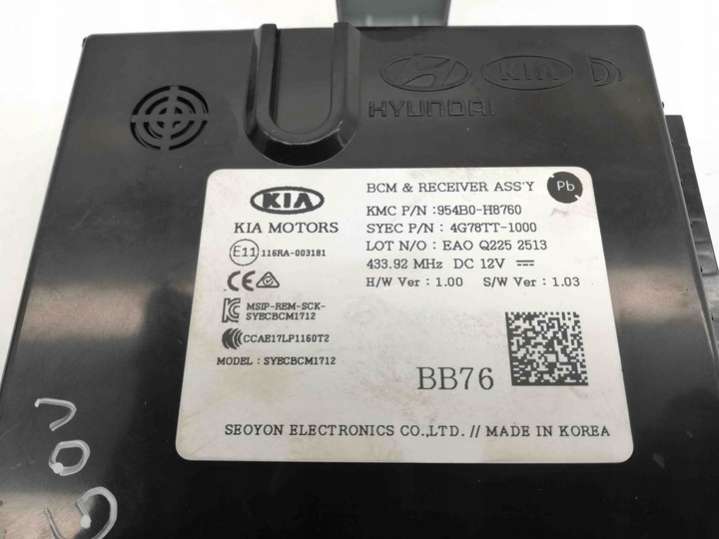 KIA
HYUNDAI
KIA
KIA MOTORS
BCM & RECEIVER ASS'Y
Pb
KMC P/N :954B0-H8760
SYEC P/N : 4G78TT-1000
LOT N/O : EAO Q225 2513
433.92 MHz DC 12V
H/W Ver : 1.00 S/W Ver : 1.03
E11 116RA-003181
CE
MSIP-REM-SCK-
SYECBCM1712
CCAE17LP1160T2
MODEL: SYECBCM1712
BB76
SEOYON ELECTRONICS CO.,LTD. // MADE IN KOREA